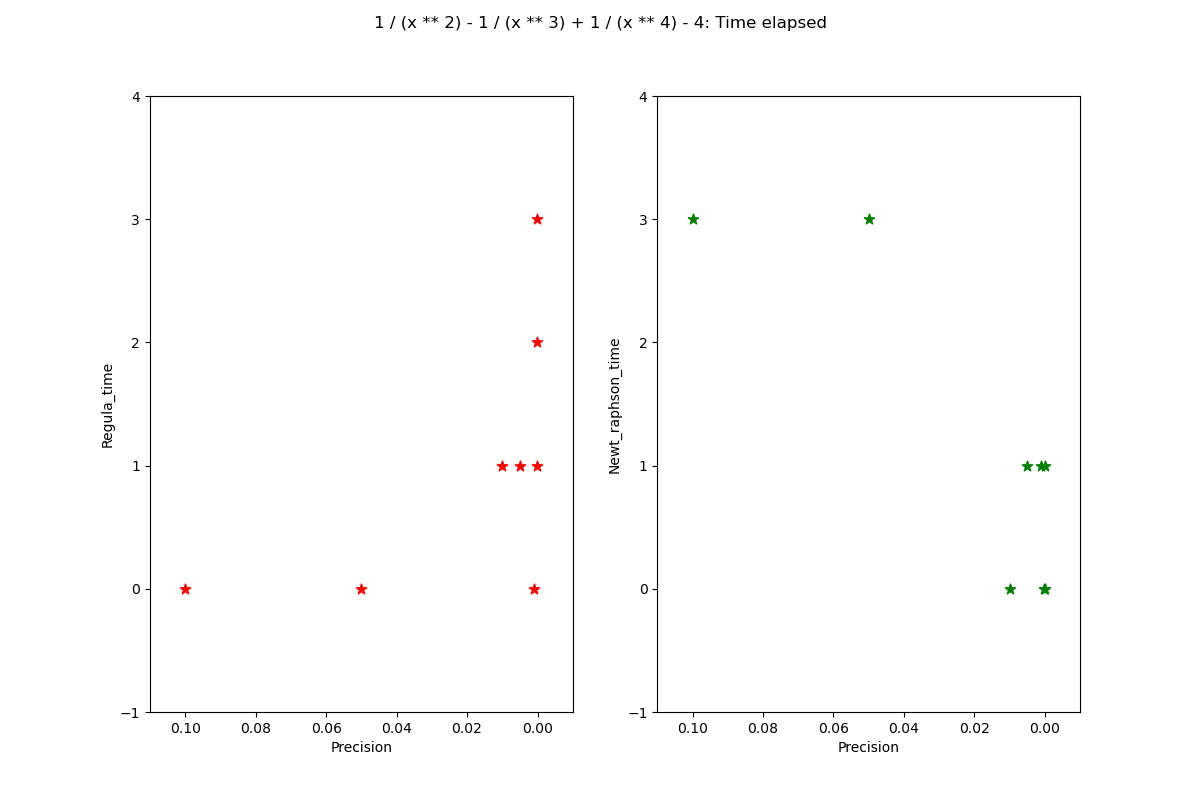 1 / (x ** 2) - 1 / (x ** 3) + 1 / (x ** 4) - 4: Time elapsed
Regula_time
4
3
2
1
0
−1
0.10 0.08 0.06 0.04 0.02 0.00
Precision
Newt_raphson_time
4
3
2
1
0
−1
0.10 0.08 0.06 0.04 0.02 0.00
Precision